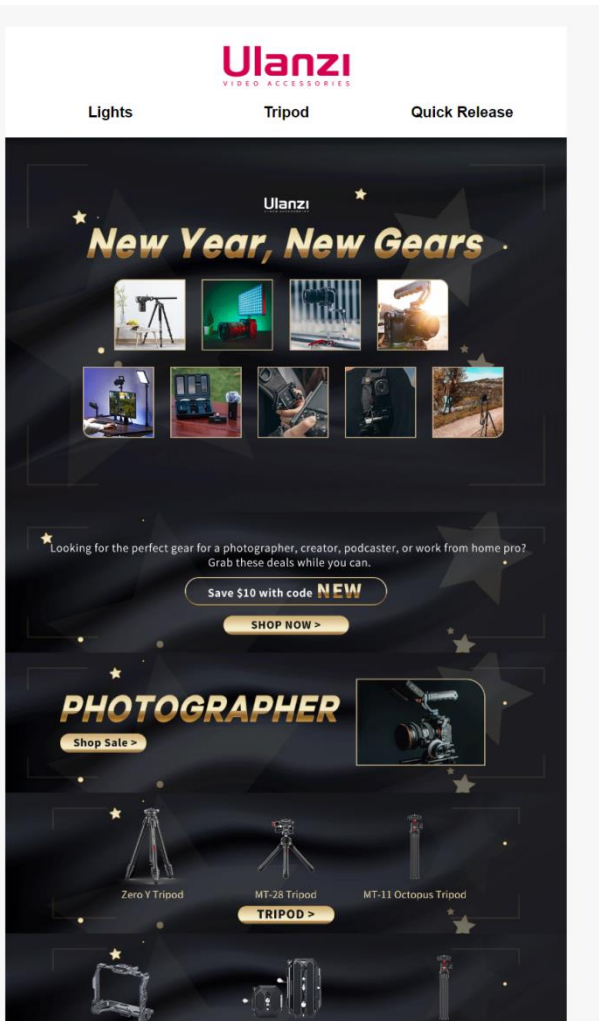 Ulanzi
VIDEO ACCESSORIES
Lights Tripod Quick Release
Ulanzi
New Year, New Gears
Looking for the perfect gear for a photographer, creator, podcaster, or work from home pro?
Grab these deals while you can.
Save $10 with code NEW
SHOP NOW >
PHOTOGRAPHER
Shop Sale >
Zero Y Tripod MT-28 Tripod MT-11 Octopus Tripod
TRIPOD >